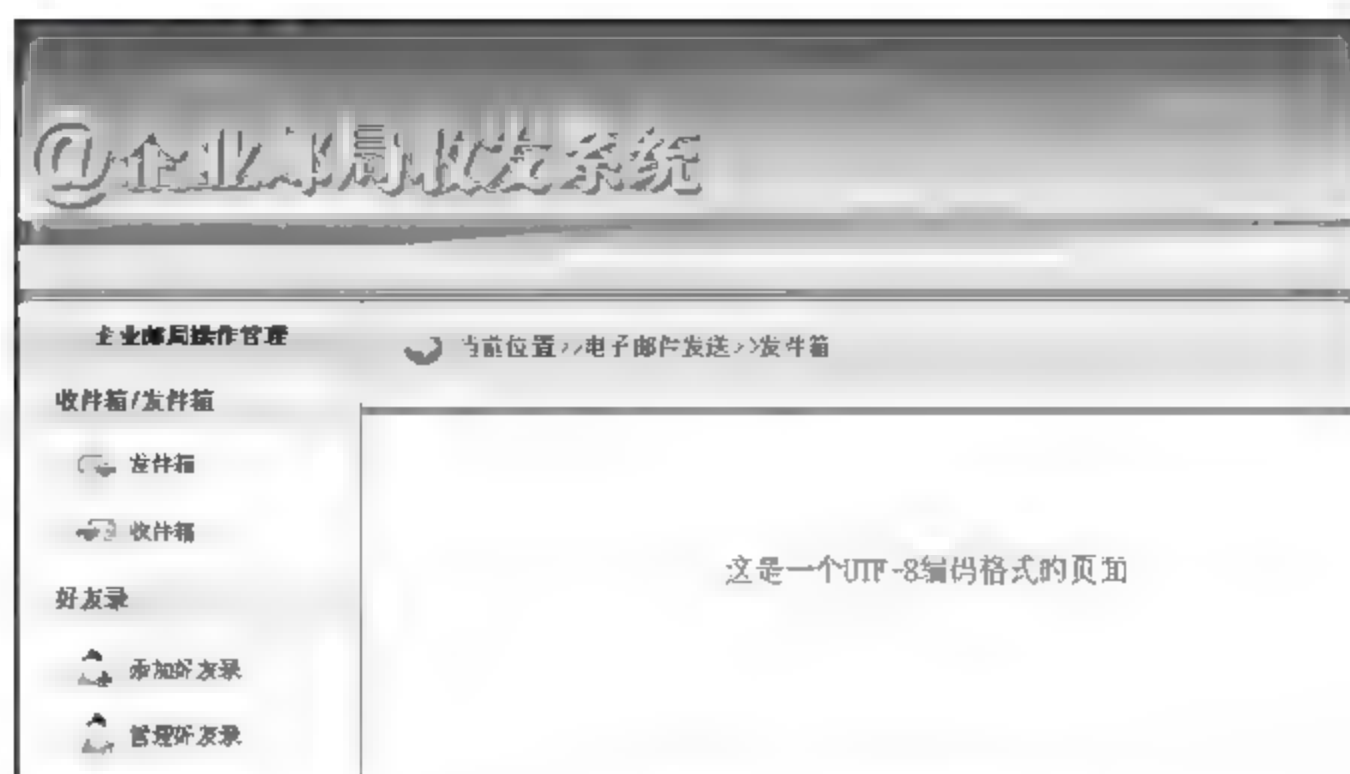 @企业邮局收发系统
企业邮局操作管理
当前位置>>电子邮件发送>>发件箱
收件箱/发件箱
发件箱
收件箱
这是一个UTF-8编码格式的页面
好友录
添加好友录
管理好友录